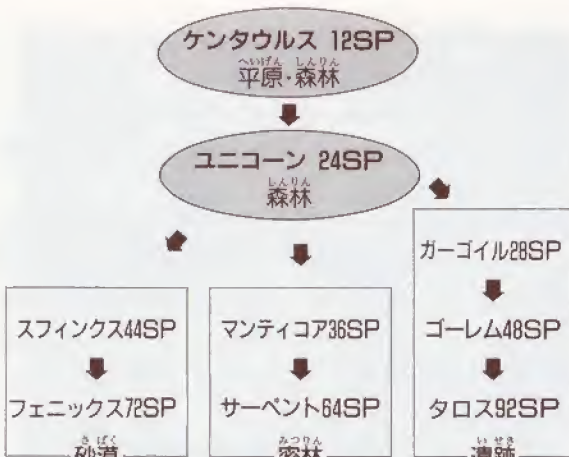 ケンタウルス 12SP
へいげん しんりん
平原・森林
ユニコーン 24SP
しんりん
森林
スフィンクス44SP
フェニックス72SP
さばく
砂漠
マンティコア36SP
サーペント64SP
みつりん
密林
ガーゴイル28SP
ゴーレム48SP
タロス92SP
いせき
遺跡